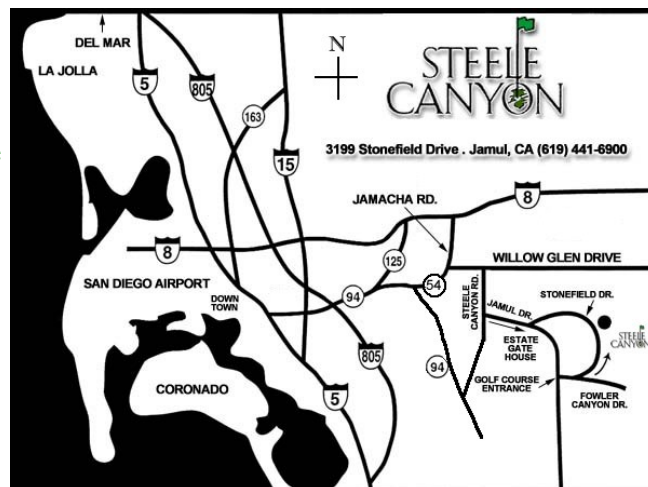 DEL MAR
LA JOLLA
5
805
N
STEELE
CANYON
163
15
3199 Stonefield Drive . Jamul, CA (619) 441-6900
JAMACHA RD.
8
8
125
WILLOW GLEN DRIVE
SAN DIEGO AIRPORT
54
94
STEELE
CANYON RD.
STONEFIELD DR.
DOWN
TOWN
JAMUL DR.
STEELE
CANYON
ESTATE
GATE
HOUSE
805
94
GOLF COURSE
ENTRANCE
CORONADO
5
FOWLER
CANYON DR.